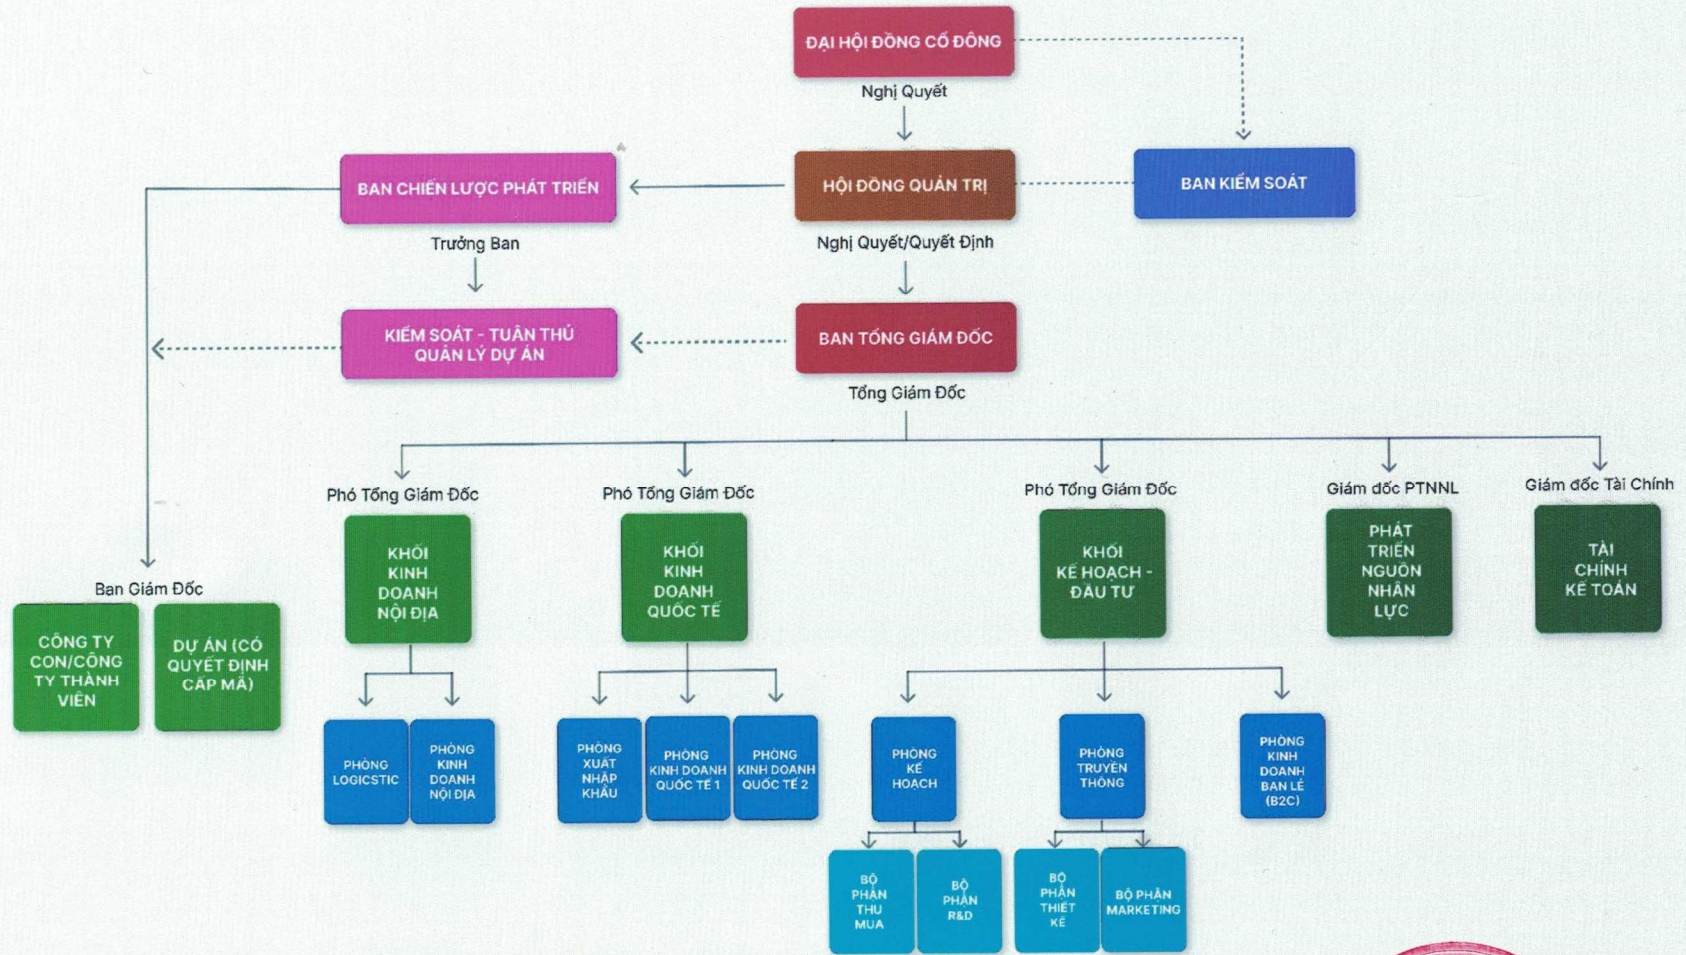 ĐẠI HỘI ĐỒNG CỔ ĐÔNG
Nghị Quyết
BAN CHIẾN LƯỢC PHÁT TRIỂN
HỘI ĐỒNG QUẢN TRỊ
BAN KIỂM SOÁT
Trưởng Ban
Nghị Quyết/Quyết Định
KIỂM SOÁT - TUÂN THỦ
QUẢN LÝ DỰ ÁN
BAN TỔNG GIÁM ĐỐC
Tổng Giám Đốc
Phó Tổng Giám Đốc
Phó Tổng Giám Đốc
Phó Tổng Giám Đốc
Giám đốc PTNNL
Giám đốc Tài Chính
KHỐI
KINH
DOANH
NỘI ĐỊA
KHỐI
KINH
DOANH
QUỐC TẾ
KHỐI
KẾ HOẠCH -
ĐẦU TƯ
PHÁT
TRIỂN
NGUỒN
NHÂN
LỰC
TÀI
CHÍNH
KẾ TOÁN
Ban Giám Đốc
CÔNG TY
CON/CÔNG
TY THÀNH
VIÊN
DỰ ÁN (CÓ
QUYẾT ĐỊNH
CẤP MÃ)
PHÒNG
LOGICSTIC
PHÒNG
KINH
DOANH
NỘI ĐỊA
PHÒNG
XUẤT
NHẬP
KHẨU
PHÒNG
KINH DOANH
QUỐC TẾ 1
PHÒNG
KINH DOANH
QUỐC TẾ 2
PHÒNG
KẾ
HOẠCH
PHÒNG
TRUYỀN
THÔNG
PHÒNG
KINH
DOANH
BÁN LẺ
(B2C)
BỘ
PHẬN
THU
MUA
BỘ
PHẬN
R&D
BỘ
PHẬN
THIẾT
KẾ
BỘ PHẬN
MARKETING